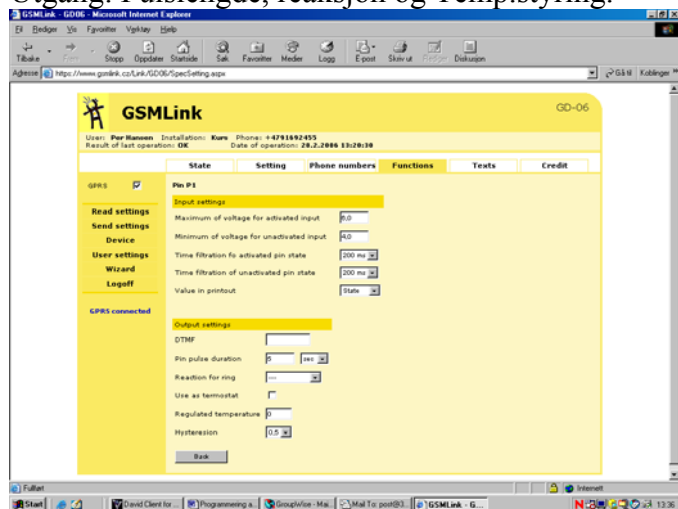 Utgang: Pulslengde, reaksjon og Temp.styring.
GSMLink - GD06 - Microsoft Internet Explorer
Fil Rediger Vis Favoritter Verktøy Hjelp
Tilbake Frem Stopp Oppdater Startside Søk Favoritter Medier Logg E-post Skriv ut Rediger Diskusjon
Adresse https://www.gsmlink.cz/Link/GD06/SpecSetting.aspx Gå til Koblinger »
GSMLink GD-06
User: Per Hansen Installation: Kurs Phone: +4791692455
Result of last operation: OK Date of operation: 28.2.2006 13:20:30
State Setting Phone numbers Functions Texts Credit
GPRS
Read settings
Send settings
Device
User settings
Wizard
Logoff
GPRS connected
Pin P1
Input settings
Maximum of voltage for activated input 6,0
Minimum of voltage for unactivated input 4,0
Time filtration fo activated pin state 200 ms
Time filtration of unactivated pin state 200 ms
Value in printout State
Output settings
DTMF
Pin pulse duration 5 sec
Reaction for ring ---
Use as termostat
Regulated temperature 0
Hysteresion 0,5
Back
Fullført Internett
Start David Client for ... Programmering a... GroupWise - Mai... Mail To: post@3... GSMLink - G... 13:36